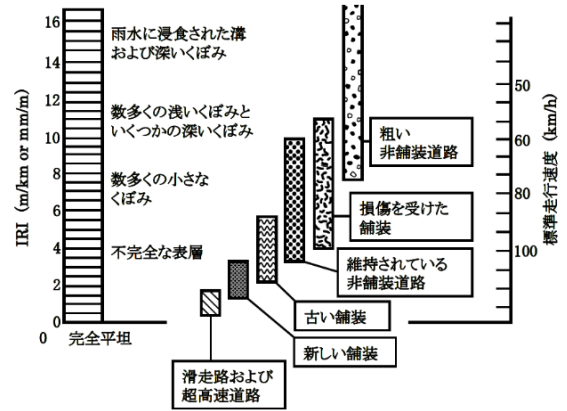 IRI (m/km or mm/m)
16
14
12
10
8
6
4
2
0
0
完全平坦
雨水に浸食された溝
および深いくぼみ
数多くの浅いくぼみと
いくつかの深いくぼみ
数多くの小さな
くぼみ
不完全な表層
粗い
非舗装道路
損傷を受けた
舗装
維持されている
非舗装道路
古い舗装
新しい舗装
滑走路および
超高速道路
50
60
80
100
標準走行速度 (km/h)